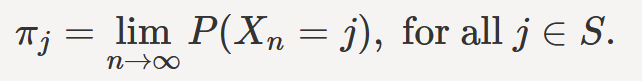 π_j = lim_{n→∞} P(X_n = j), for all j ∈ S.